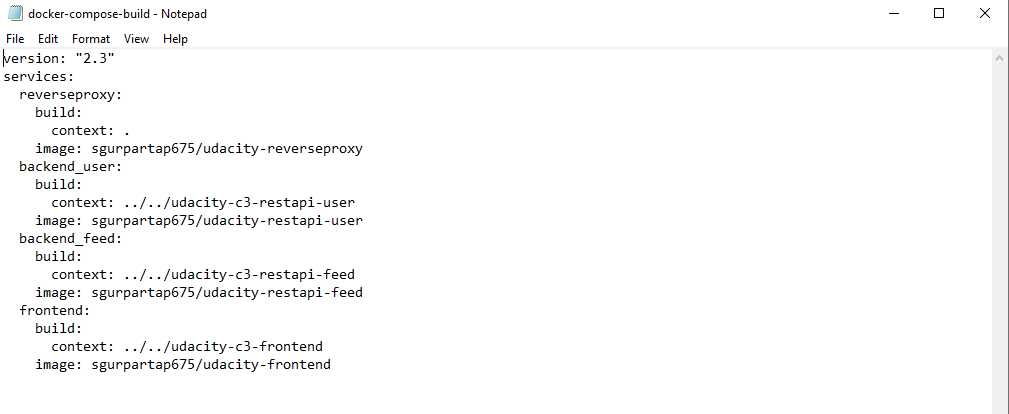 docker-compose-build - Notepad
File Edit Format View Help
version: "2.3"
services:
  reverseproxy:
    build:
      context: .
    image: sgurpartap675/udacity-reverseproxy
  backend_user:
    build:
      context: ../../udacity-c3-restapi-user
    image: sgurpartap675/udacity-restapi-user
  backend_feed:
    build:
      context: ../../udacity-c3-restapi-feed
    image: sgurpartap675/udacity-restapi-feed
  frontend:
    build:
      context: ../../udacity-c3-frontend
    image: sgurpartap675/udacity-frontend